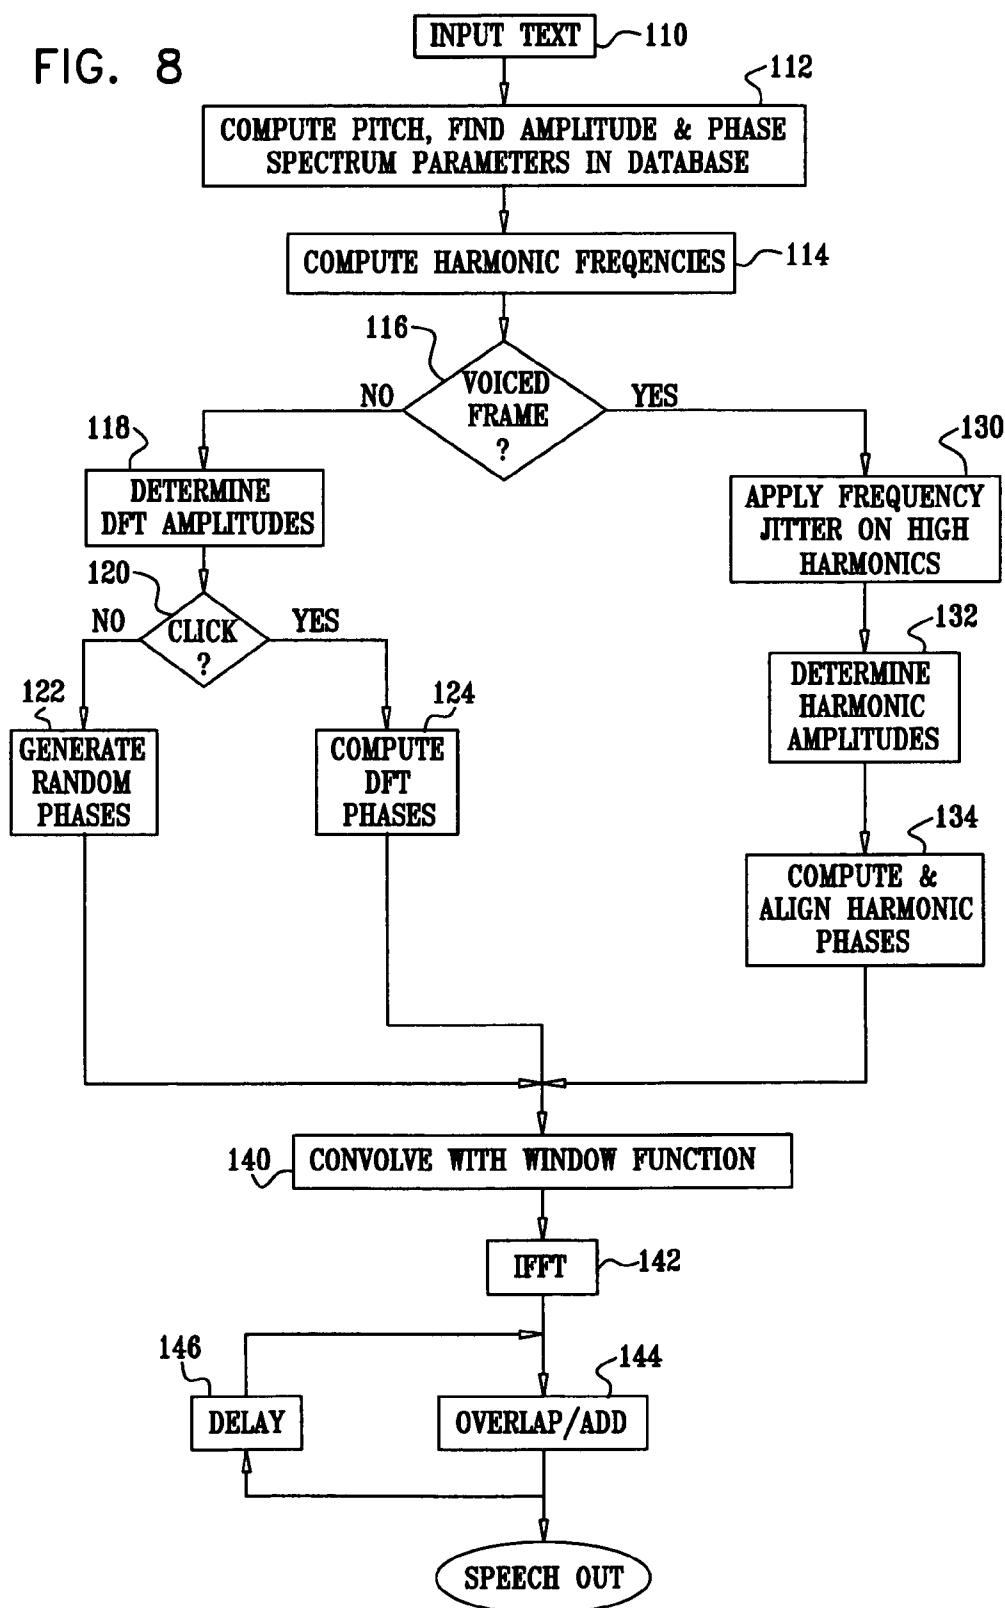 FIG. 8
INPUT TEXT
110
112
COMPUTE PITCH, FIND AMPLITUDE & PHASE
SPECTRUM PARAMETERS IN DATABASE
COMPUTE HARMONIC FREQENCIES
114
116
VOICED
FRAME
?
NO
YES
118
DETERMINE
DFT AMPLITUDES
130
APPLY FREQUENCY
JITTER ON HIGH
HARMONICS
120
CLICK
?
NO
YES
132
DETERMINE
HARMONIC
AMPLITUDES
122
GENERATE
RANDOM
PHASES
124
COMPUTE
DFT
PHASES
134
COMPUTE &
ALIGN HARMONIC
PHASES
140
CONVOLVE WITH WINDOW FUNCTION
IFFT
142
146
DELAY
144
OVERLAP/ADD
SPEECH OUT